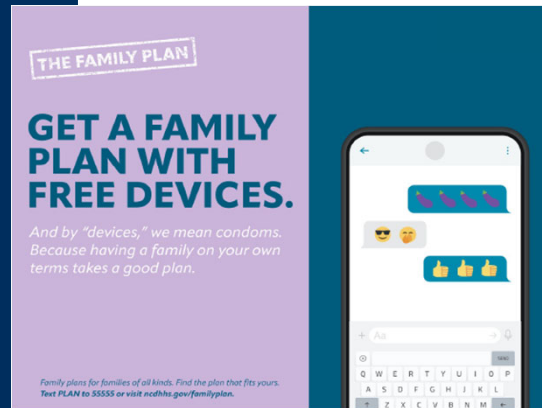 THE FAMILY PLAN
GET A FAMILY
PLAN WITH
FREE DEVICES.
And by “devices,” we mean condoms.
Because having a family on your own
terms takes a good plan.
Family plans for families of all kinds. Find the plan that fits yours.
Text PLAN to 55555 or visit ncdhhs.gov/familyplan.
Aa
Q W E R T Y U I O P
A S D F G H J K L
Z X C V B N M